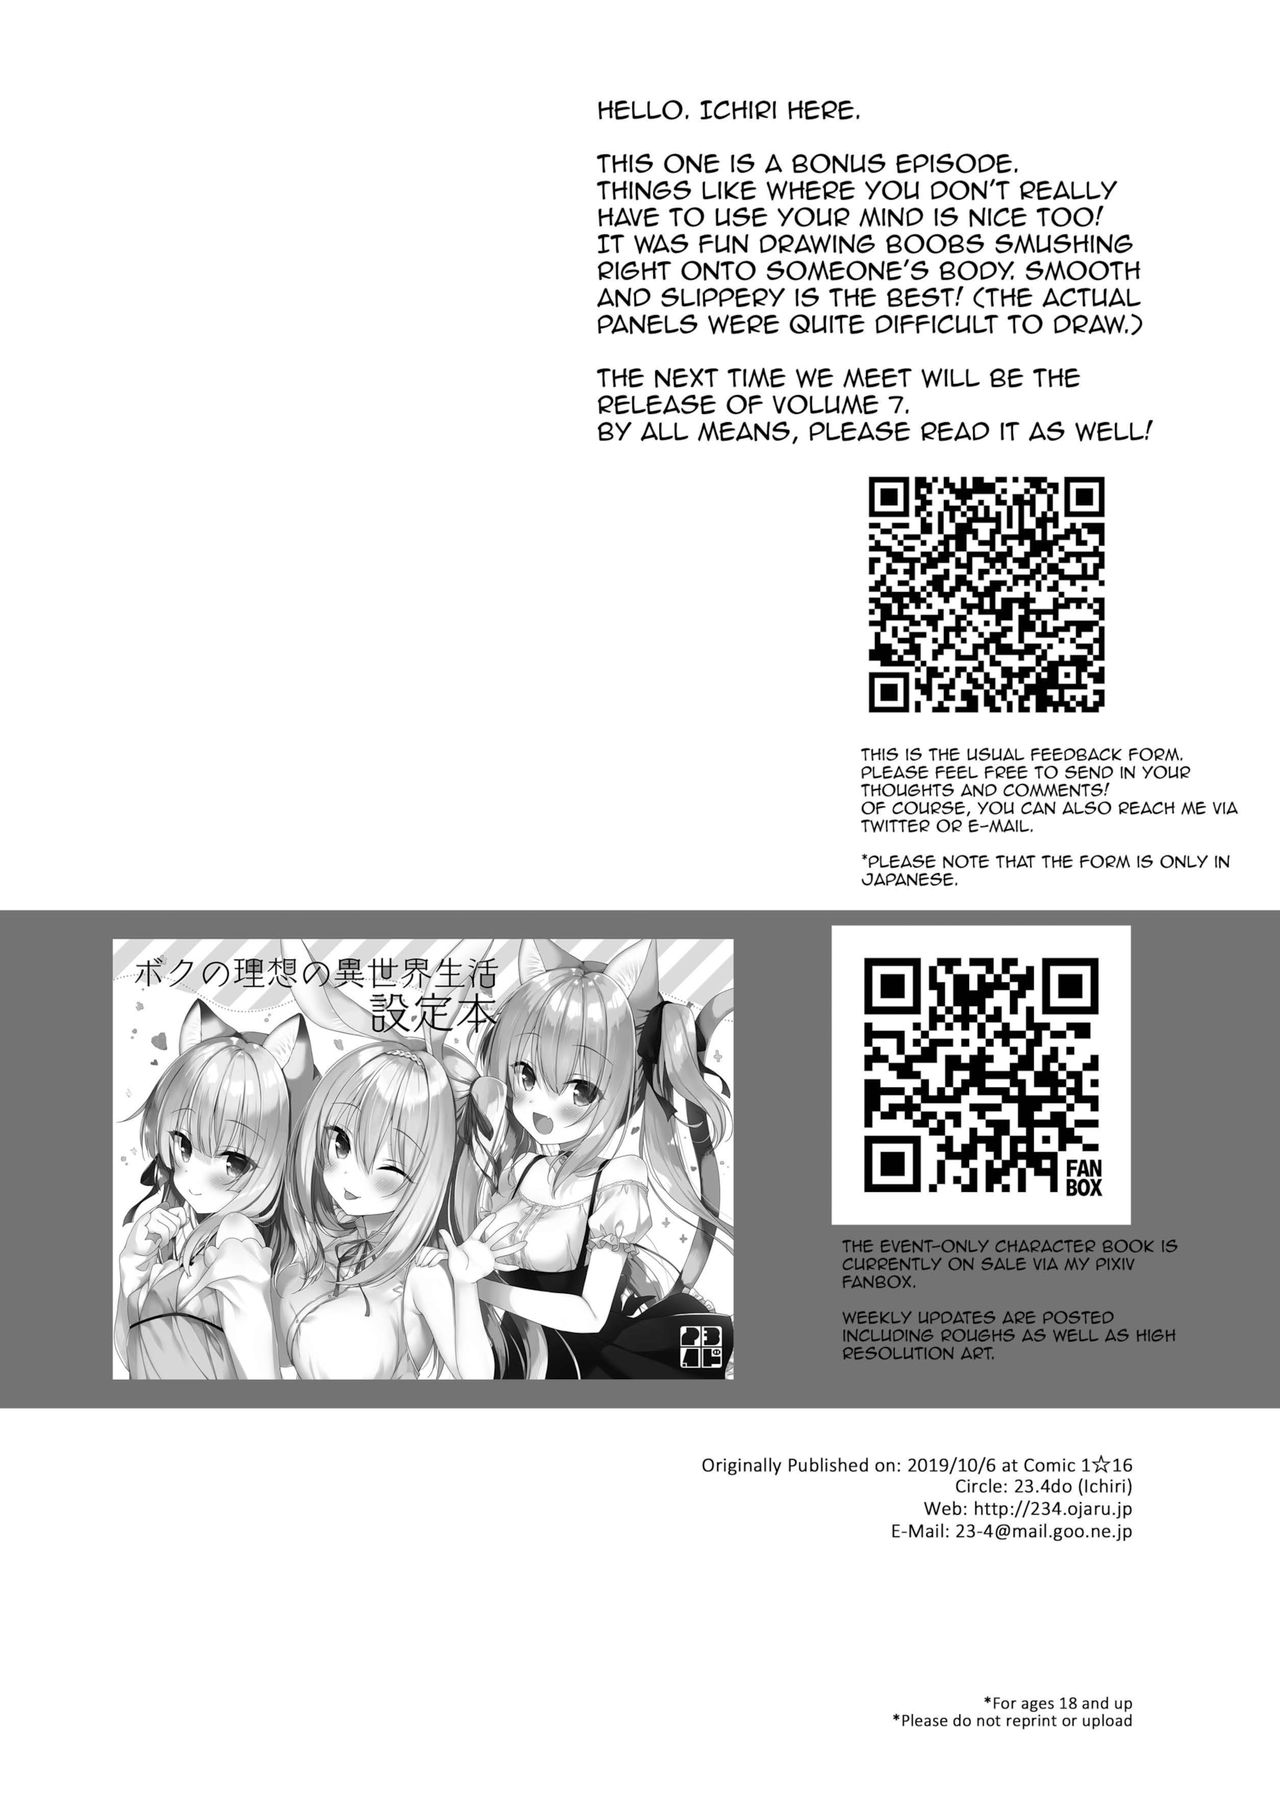 HELLO. ICHIRI HERE.
THIS ONE IS A BONUS EPISODE.
THINGS LIKE WHERE YOU DON'T REALLY
HAVE TO USE YOUR MIND IS NICE TOO!
IT WAS FUN DRAWING BOOBS SMUSHING
RIGHT ONTO SOMEONE'S BODY. SMOOTH
AND SLIPPERY IS THE BEST! (THE ACTUAL
PANELS WERE QUITE DIFFICULT TO DRAW.)
THE NEXT TIME WE MEET WILL BE THE
RELEASE OF VOLUME 7.
BY ALL MEANS, PLEASE READ IT AS WELL!
THIS IS THE USUAL FEEDBACK FORM.
PLEASE FEEL FREE TO SEND IN YOUR
THOUGHTS AND COMMENTS!
OF COURSE, YOU CAN ALSO REACH ME VIA
TWITTER OR E-MAIL.
*PLEASE NOTE THAT THE FORM IS ONLY IN
JAPANESE.
ボクの理想の異世界生活
設定本
FAN
BOX
THE EVENT-ONLY CHARACTER BOOK IS
CURRENTLY ON SALE VIA MY PIXIV
FANBOX.
WEEKLY UPDATES ARE POSTED
INCLUDING ROUGHS AS WELL AS HIGH
RESOLUTION ART.
Originally Published on: 2019/10/6 at Comic 1☆16
Circle: 23.4do (Ichiri)
Web: http://234.ojaru.jp
E-Mail: 23-4@mail.goo.ne.jp
*For ages 18 and up
*Please do not reprint or upload